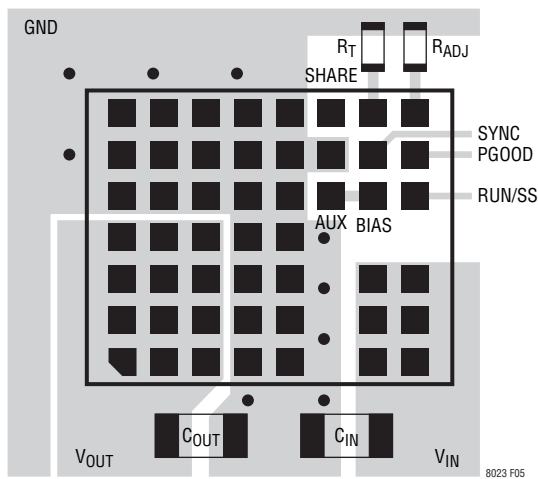 GND
RT
RADJ
SHARE
SYNC
PGOOD
RUN/SS
AUX
BIAS
COUT
CIN
VOUT
VIN
8023 F05